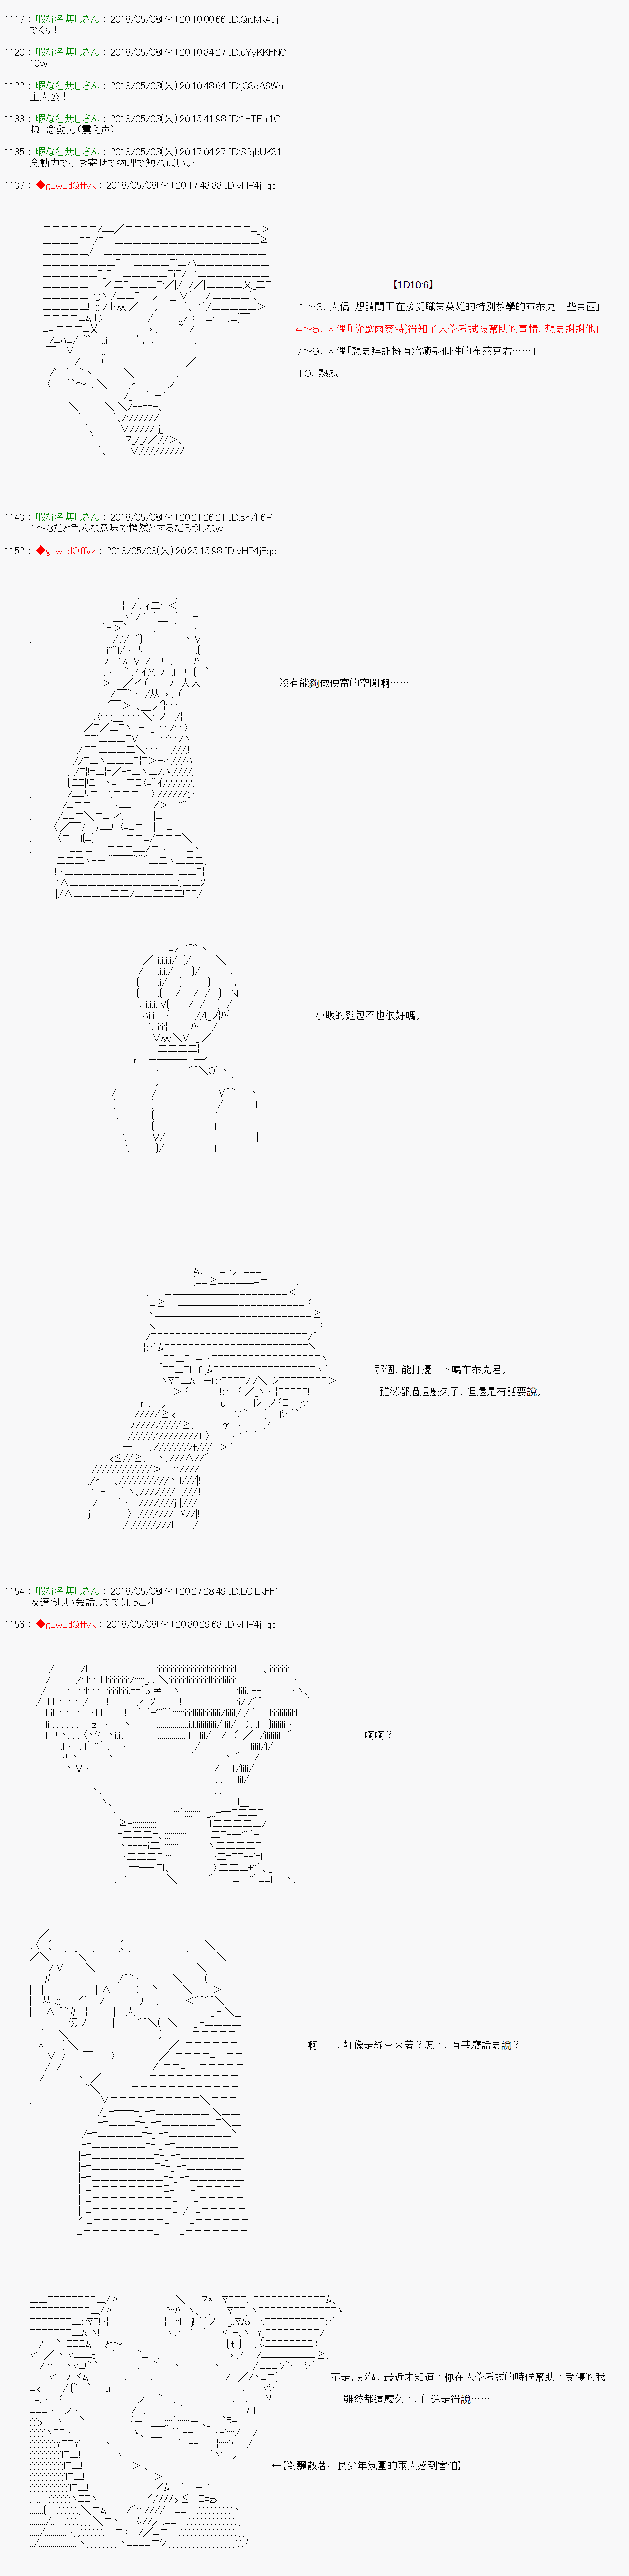 1117 : 暇な名無しさん : 2018/05/08(火) 20:10:00.66 ID:QrIMk4Jj
でくぅ!
1120 : 暇な名無しさん : 2018/05/08(火) 20:10:34.27 ID:uYyKKhNQ
10w
1122 : 暇な名無しさん : 2018/05/08(火) 20:10:48.64 ID:jC3dA6Wh
主人公!
1133 : 暇な名無しさん : 2018/05/08(火) 20:15:41.98 ID:1+TEnI1C
ね、念動力(震え声)
1135 : 暇な名無しさん : 2018/05/08(火) 20:17:04.27 ID:SfqbUK31
念動力で引き寄せて物理で触ればいい
1137 : ◆gLwLdQffvk : 2018/05/08(火) 20:17:43.33 ID:vHP4jFqo
【1D10:6】
1～3. 人偶「想請問正在接受職業英雄的特別教學的布萊克一些東西」
4～6. 人偶「(從歐爾麥特)得知了入學考試被幫助的事情, 想要謝謝他」
7～9. 人偶「想要拜託擁有治癒系個性的布萊克君……」
10. 熱烈
1143 : 暇な名無しさん : 2018/05/08(火) 20:21:26.21 ID:srj/F6PT
1～3だと色んな意味で愕然とするだろうしなw
1152 : ◆gLwLdQffvk : 2018/05/08(火) 20:25:15.98 ID:vHP4jFqo
沒有能夠做便當的空閒啊……
小販的麵包不也很好嗎。
那個, 能打擾一下嗎布萊克君。
雖然都過這麼久了, 但還是有話要說。
1154 : 暇な名無しさん : 2018/05/08(火) 20:27:28.49 ID:LCjEkhh1
友達らしい会話しててほっこり
1156 : ◆gLwLdQffvk : 2018/05/08(火) 20:30:29.63 ID:vHP4jFqo
啊啊?
啊——, 好像是綠谷來著?怎了, 有甚麼話要說?
不是, 那個, 最近才知道了你在入學考試的時候幫助了受傷的我
雖然都這麼久了, 但還是得說……
←【對飄散著不良少年氛圍的兩人感到害怕】